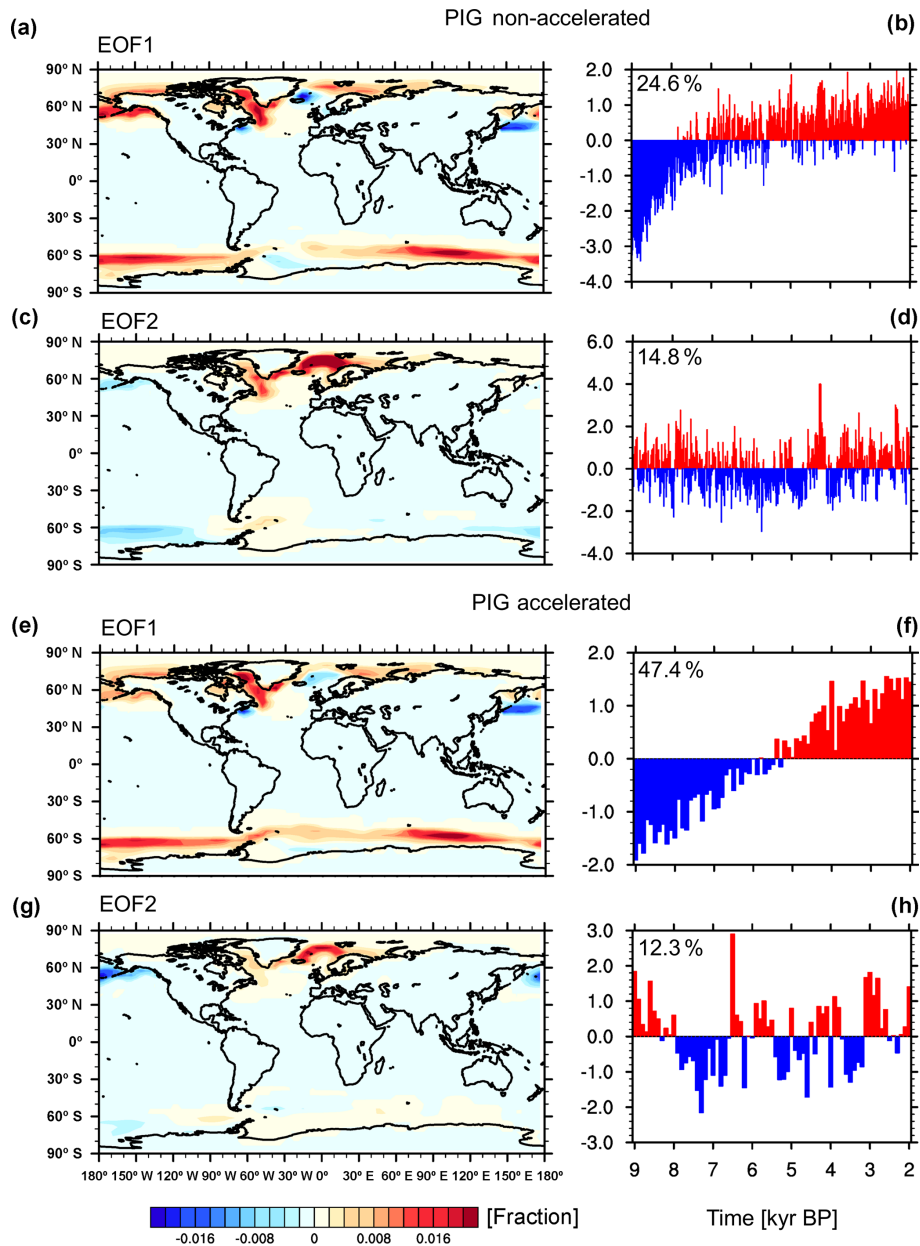 PIG non-accelerated
(a)
EOF1
90° N
60° N
30° N
0°
30° S
60° S
90° S
(b)
24.6 %
2.0
1.0
0.0
-1.0
-2.0
-3.0
-4.0
(c)
EOF2
90° N
60° N
30° N
0°
30° S
60° S
90° S
(d)
14.8 %
6.0
4.0
2.0
0.0
-2.0
-4.0
PIG accelerated
(e)
EOF1
90° N
60° N
30° N
0°
30° S
60° S
90° S
(f)
47.4 %
2.0
1.0
0.0
-1.0
-2.0
(g)
EOF2
90° N
60° N
30° N
0°
30° S
60° S
90° S
180° 150 W 120 W 90 W 60 W 30 W 0° 30 E 60 E 90 E 120 E 150 E 180°
(h)
12.3 %
3.0
2.0
1.0
0.0
-1.0
-2.0
-3.0
9 8 7 6 5 4 3 2
[Fraction]
-0.016 -0.008 0 0.008 0.016
Time [kyr BP]